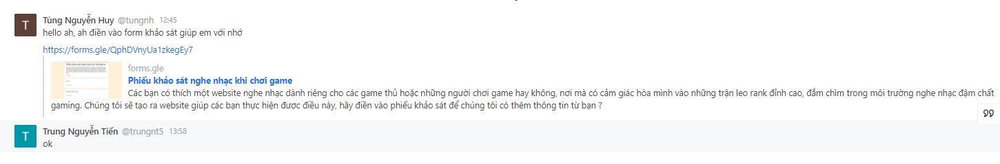 T
Tùng Nguyễn Huy @tungnh 12:45
hello ah, ah điền vào form khảo sát giúp em với nhớ
https://forms.gle/QphDVnyUa1zkegEy7
forms.gle
Phiếu khảo sát nghe nhạc khi chơi game
Các bạn có thích một website nghe nhạc dành riêng cho các game thủ hoặc những người chơi game hay không, nơi mà có cảm giác hòa mình vào những trận leo rank đỉnh cao, đắm chìm trong môi trường nghe nhạc đậm chất
gaming. Chúng tôi sẽ tạo ra website giúp các bạn thực hiện được điều này, hãy điền vào phiếu khảo sát để chúng tôi có thêm thông tin từ bạn ?
T
Trung Nguyễn Tiến @trungnt5 13:58
ok